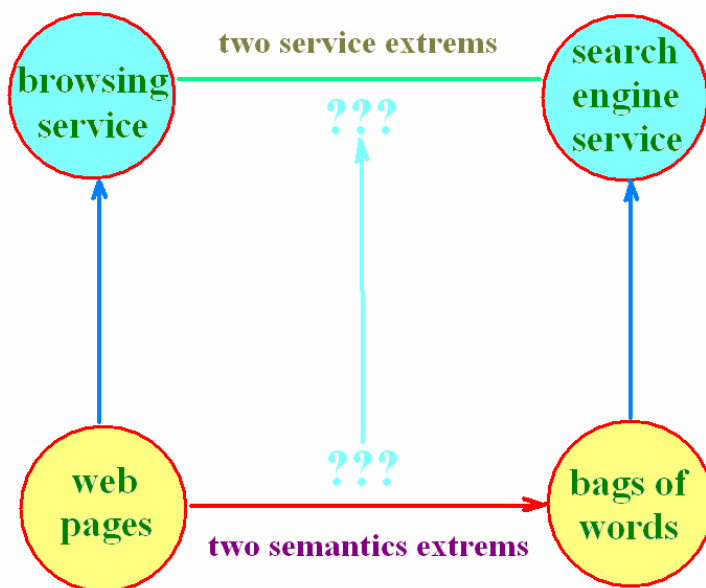 two service extrems
browsing
service
search
engine
service
???
???
web
pages
bags of
words
two semantics extrems